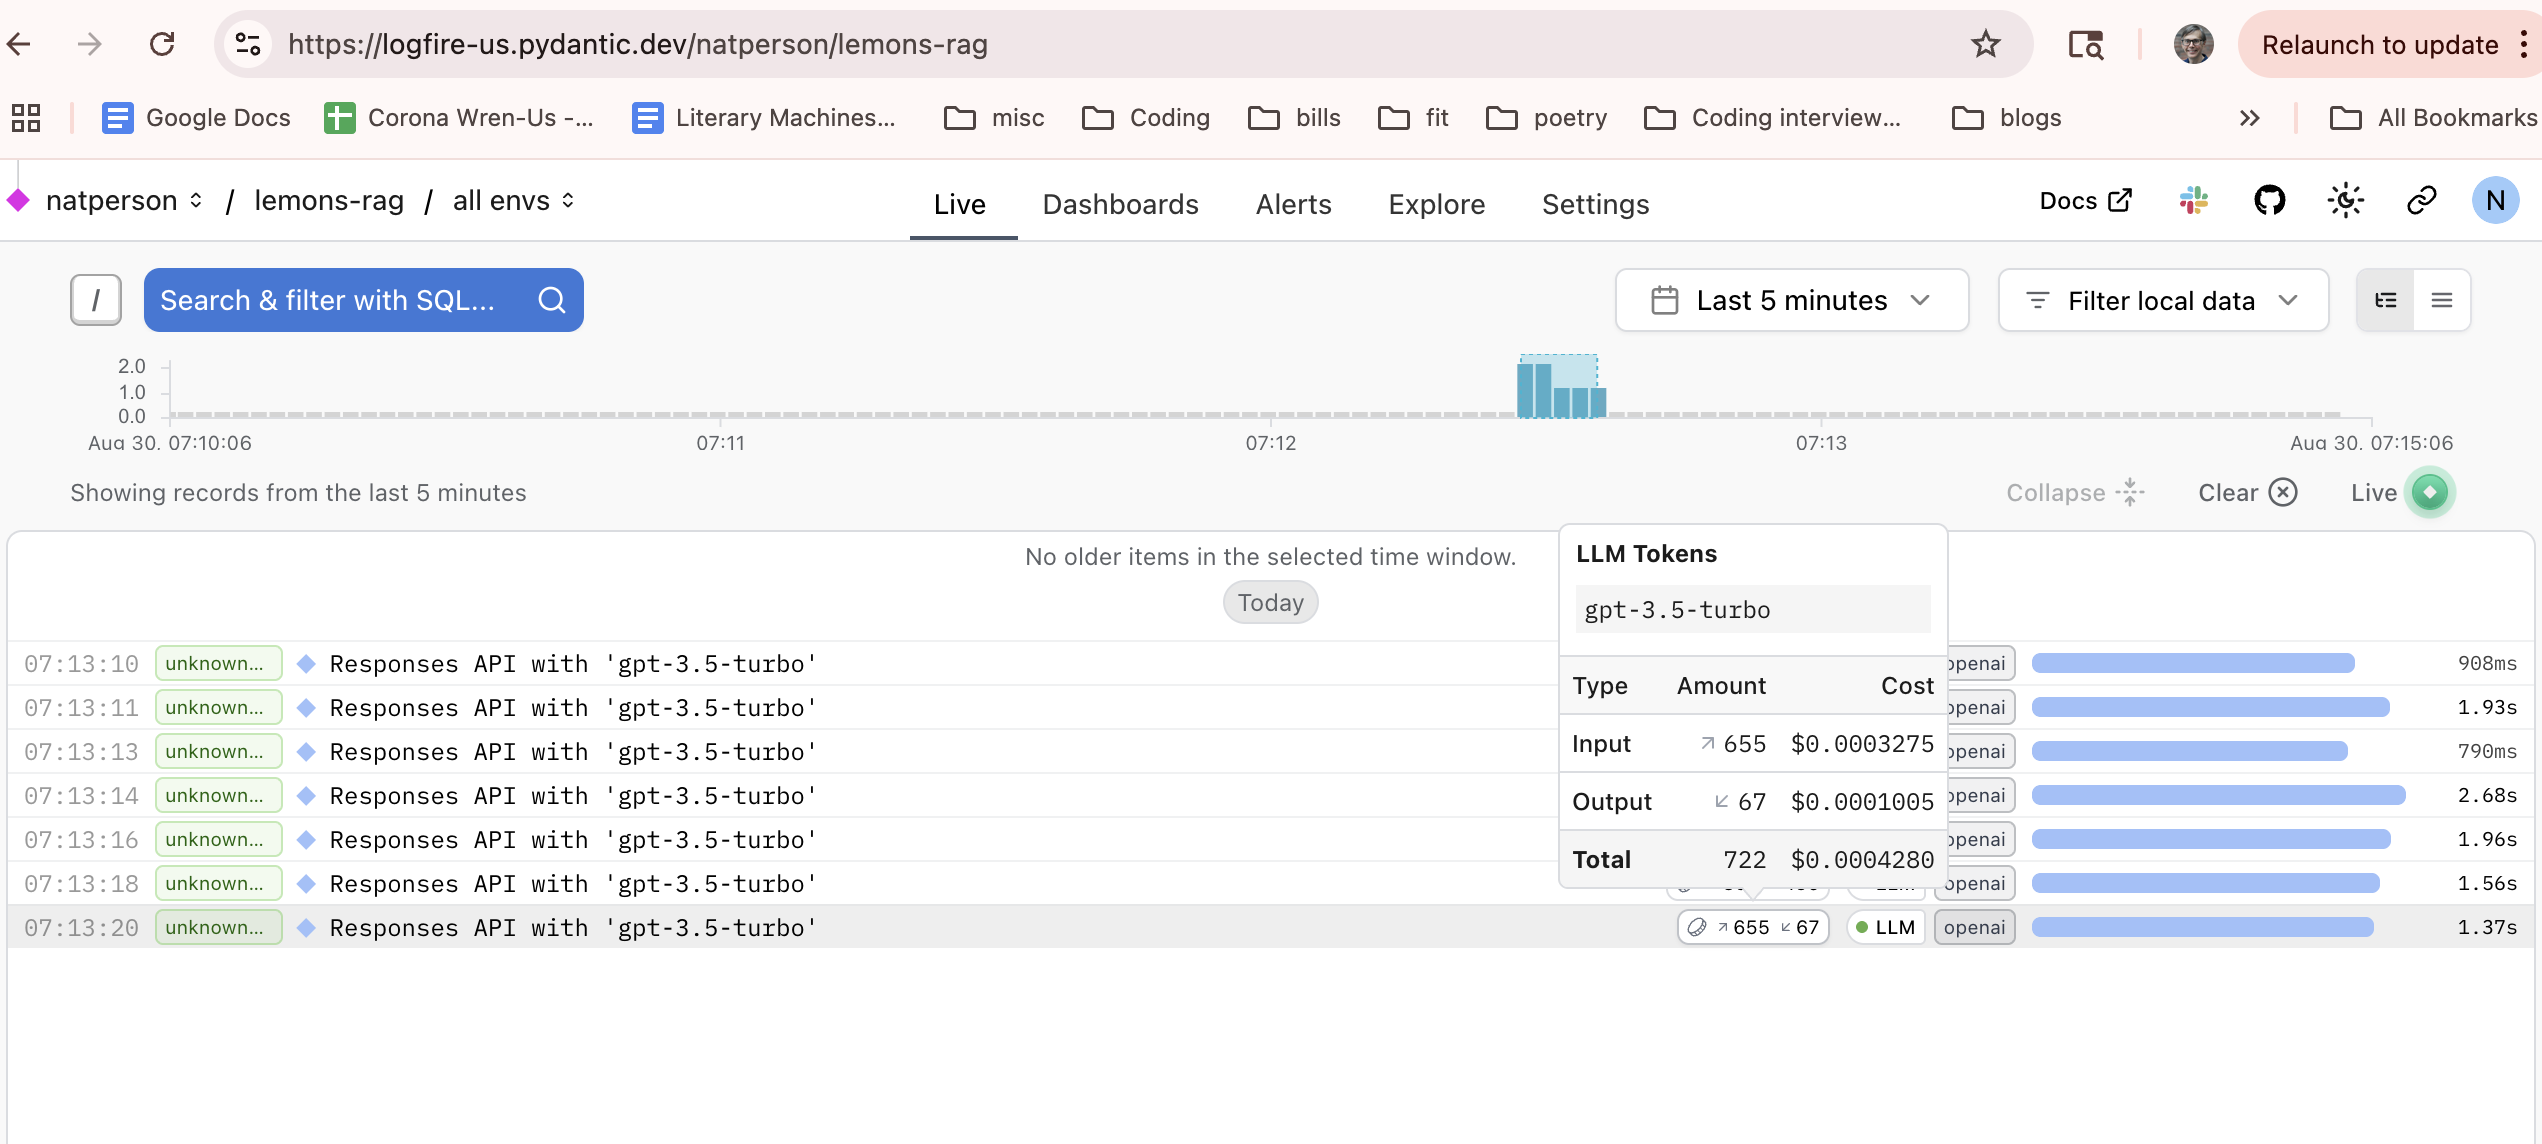 https://logfire-us.pydantic.dev/natperson/lemons-rag
Relaunch to update
Google Docs
Corona Wren-Us -...
Literary Machines...
misc
Coding
bills
fit
poetry
Coding interview...
blogs
All Bookmarks
natperson / lemons-rag / all envs
Live
Dashboards
Alerts
Explore
Settings
Docs
N
/
Search & filter with SQL...
Last 5 minutes
Filter local data
2.0
1.0
0.0
Aug 30, 07:10:06
07:11
07:12
07:13
Aug 30, 07:15:06
Showing records from the last 5 minutes
Collapse
Clear
Live
No older items in the selected time window.
Today
LLM Tokens
gpt-3.5-turbo
Type Amount Cost
Input 655 $0.0003275
Output 67 $0.0001005
Total 722 $0.0004280
07:13:10 unknown... Responses API with 'gpt-3.5-turbo' openai 908ms
07:13:11 unknown... Responses API with 'gpt-3.5-turbo' openai 1.93s
07:13:13 unknown... Responses API with 'gpt-3.5-turbo' openai 790ms
07:13:14 unknown... Responses API with 'gpt-3.5-turbo' openai 2.68s
07:13:16 unknown... Responses API with 'gpt-3.5-turbo' openai 1.96s
07:13:18 unknown... Responses API with 'gpt-3.5-turbo' openai 1.56s
07:13:20 unknown... Responses API with 'gpt-3.5-turbo' 655 67 LLM openai 1.37s